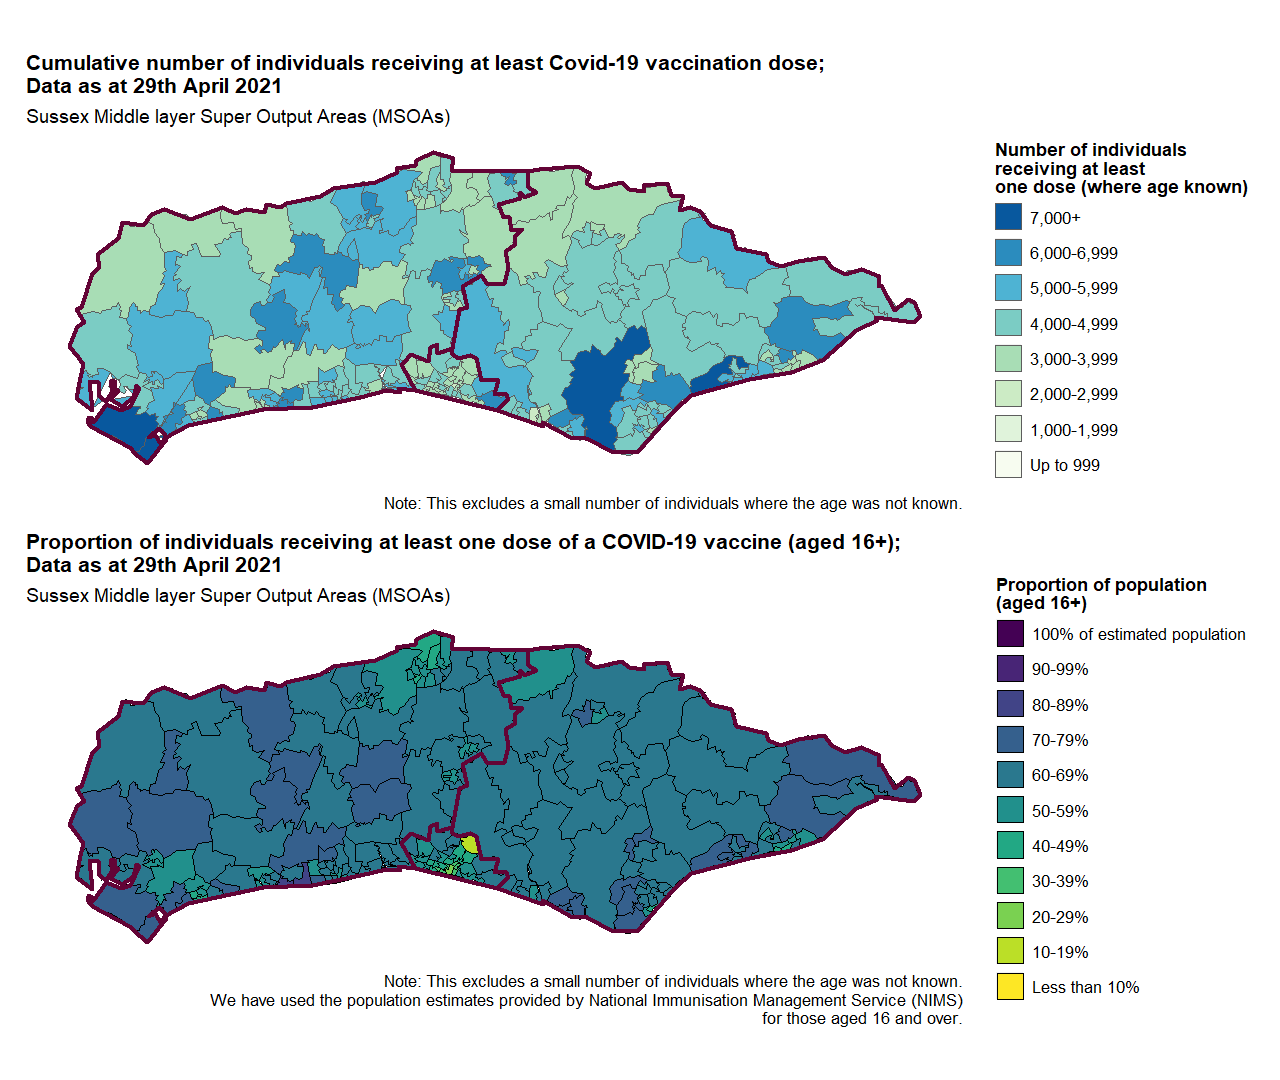 Cumulative number of individuals receiving at least Covid-19 vaccination dose;
Data as at 29th April 2021
Sussex Middle layer Super Output Areas (MSOAs)
Number of individuals
receiving at least
one dose (where age known)
7,000+
6,000-6,999
5,000-5,999
4,000-4,999
3,000-3,999
2,000-2,999
1,000-1,999
Up to 999
Note: This excludes a small number of individuals where the age was not known.
Proportion of individuals receiving at least one dose of a COVID-19 vaccine (aged 16+);
Data as at 29th April 2021
Sussex Middle layer Super Output Areas (MSOAs)
Proportion of population
(aged 16+)
100% of estimated population
90-99%
80-89%
70-79%
60-69%
50-59%
40-49%
30-39%
20-29%
10-19%
Less than 10%
Note: This excludes a small number of individuals where the age was not known.
We have used the population estimates provided by National Immunisation Management Service (NIMS)
for those aged 16 and over.